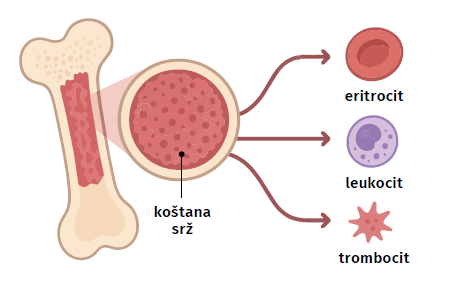 eritrocit
leukocit
koštana
srž
trombocit